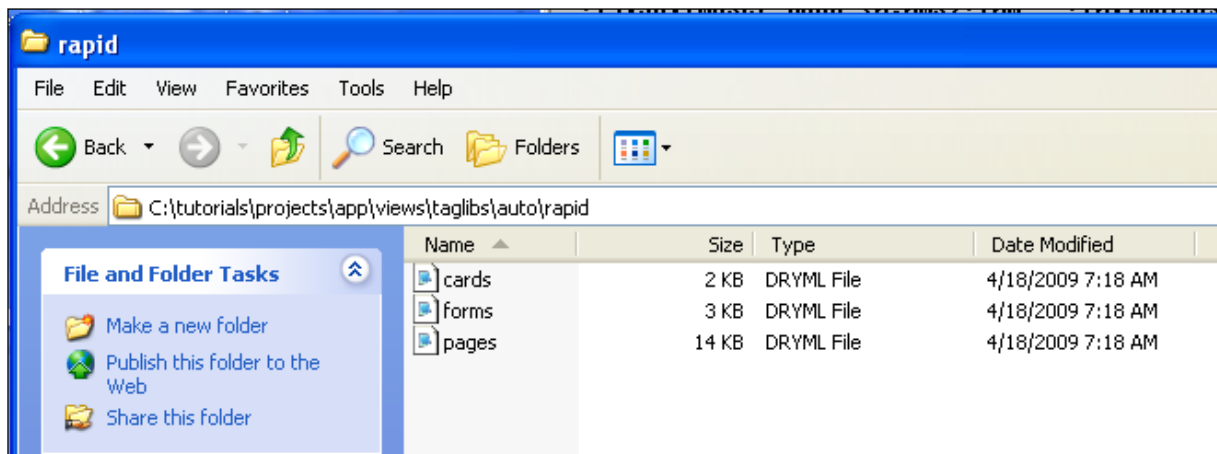 rapid
File Edit View Favorites Tools Help
Back Search Folders
Address C:\tutorials\projects\app\views\taglibs\auto\rapid
Name Size Type Date Modified
File and Folder Tasks
Make a new folder
Publish this folder to the
Web
Share this folder
cards 2 KB DRYML File 4/18/2009 7:18 AM
forms 3 KB DRYML File 4/18/2009 7:18 AM
pages 14 KB DRYML File 4/18/2009 7:18 AM